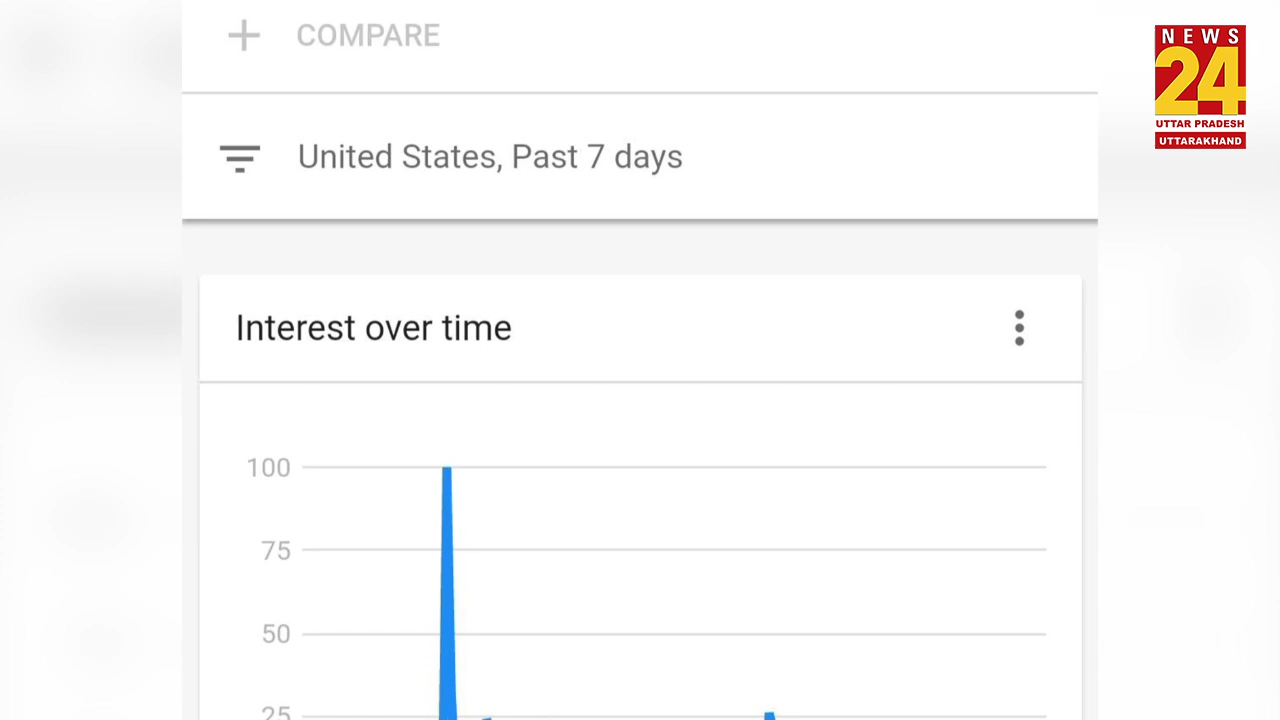 COMPARE
United States, Past 7 days
Interest over time
100
75
50
25
NEWS
24
UTTAR PRADESH
UTTARAKHAND